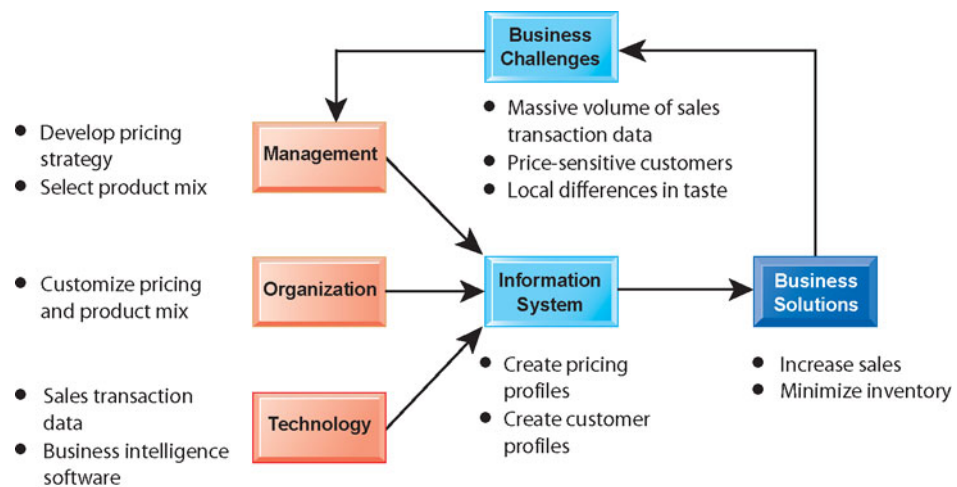 Business
Challenges
● Massive volume of sales
transaction data
● Price-sensitive customers
● Local differences in taste
● Develop pricing
strategy
● Select product mix
Management
● Customize pricing
and product mix
Organization
Information
System
Business
Solutions
● Create pricing
profiles
● Create customer
profiles
● Increase sales
● Minimize inventory
● Sales transaction
data
● Business intelligence
software
Technology